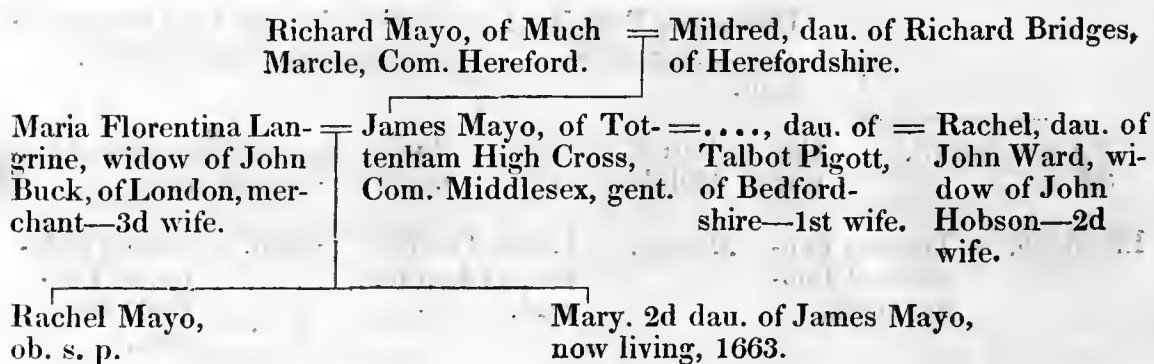 Richard Mayo, of Much = Mildred, dau. of Richard Bridges,
Marcle, Com. Hereford. of Herefordshire.
Maria Florentina Lan-
grine, widow of John
Buck, of London, mer-
chant—3d wife.
= James Mayo, of Tot-
tenham High Cross,
Com. Middlesex, gent.
=...., dau. of
Talbot Pigott,
of Bedford-
shire—1st wife.
= Rachel, dau. of
John Ward, wi-
dow of John
Hobson—2d
wife.
Rachel Mayo,
ob. s. p.
Mary. 2d dau. of James Mayo,
now living, 1663.